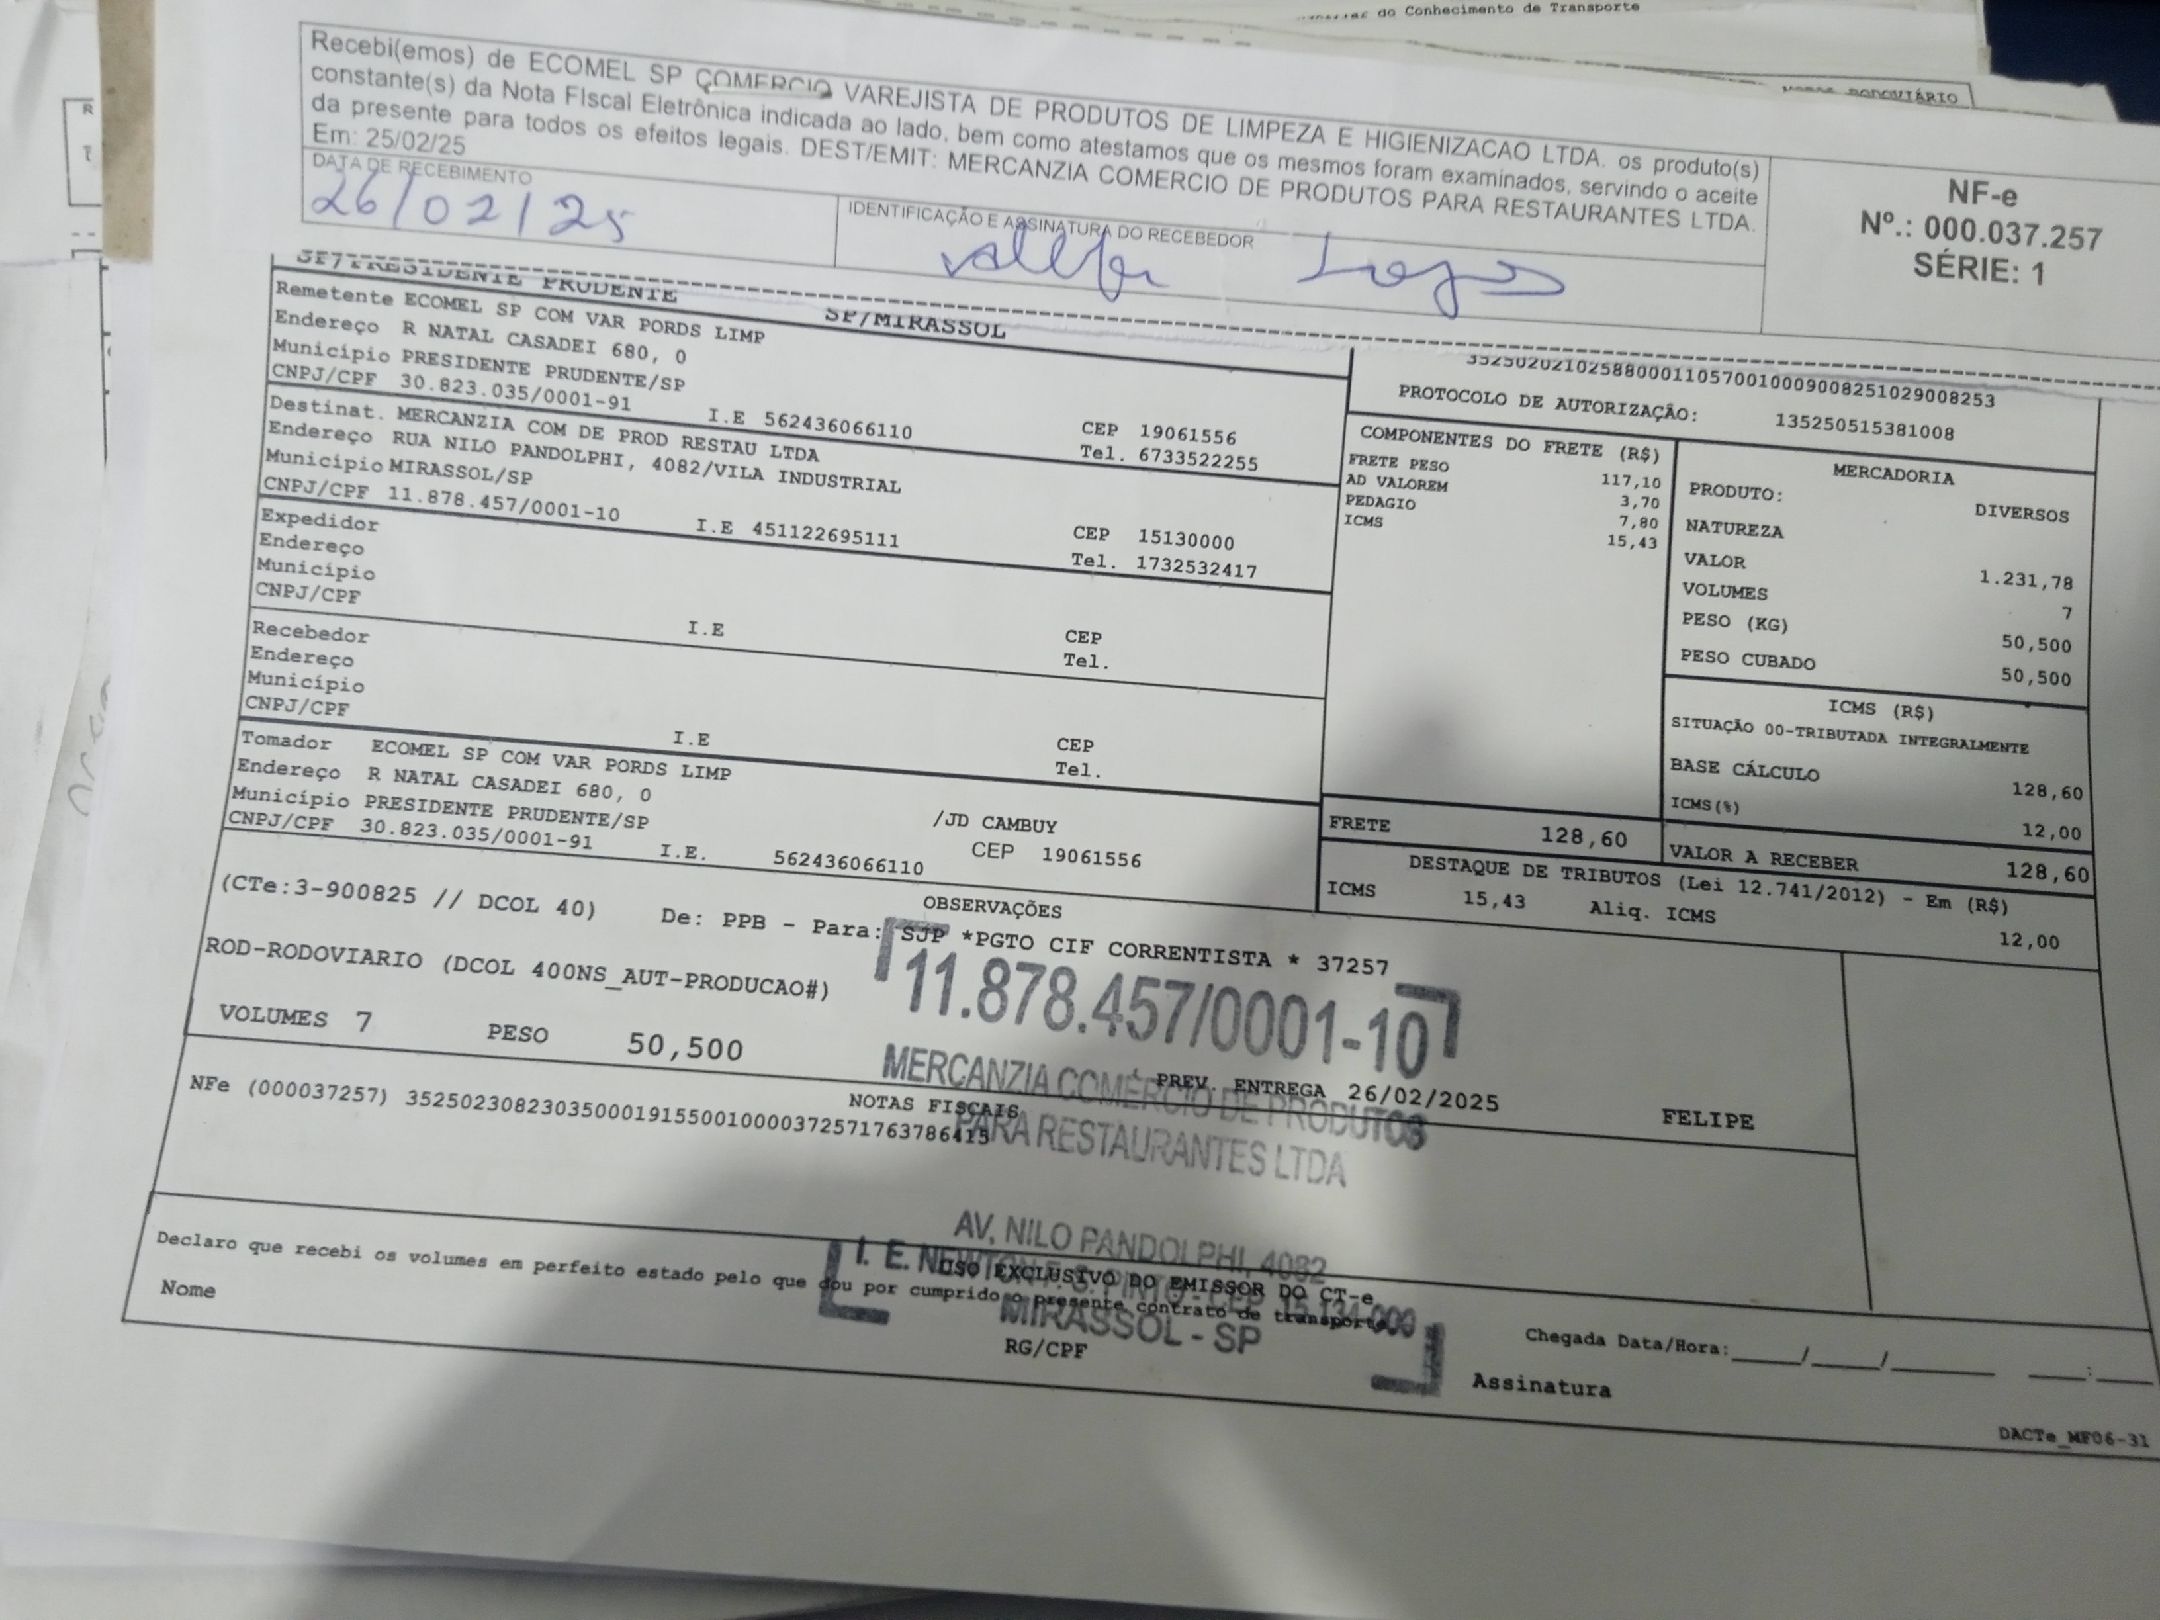 do Conhecimento de Transporte
RODOVIÁRIO
Recebi(emos) de ECOMEL SP COMERCIO VAREJISTA DE PRODUTOS DE LIMPEZA E HIGIENIZACAO LTDA. os produto(s)
constante(s) da Nota FIscal Eletrônica indicada ao lado, bem como atestamos que os mesmos foram examinados, servindo o aceite
da presente para todos os efeitos legais. DEST/EMIT: MERCANZIA COMERCIO DE PRODUTOS PARA RESTAURANTES LTDA.
Em: 25/02/25
NF-e
Nº.: 000.037.257
SÉRIE: 1
DATA DE RECEBIMENTO
26/02/25
IDENTIFICAÇÃO E ASSINATURA DO RECEBEDOR
SP/PRESIDENTE PRUDENTE
SP/MIRASSOL
Remetente ECOMEL SP COM VAR PORDS LIMP
Endereço R NATAL CASADEI 680, 0
Município PRESIDENTE PRUDENTE/SP
CEP 19061556
CNPJ/CPF 30.823.035/0001-91 I.E 562436066110
Tel. 6733522255
Destinat. MERCANZIA COM DE PROD RESTAU LTDA
Endereço RUA NILO PANDOLPHI, 4082/VILA INDUSTRIAL
Município MIRASSOL/SP
CEP 15130000
CNPJ/CPF 11.878.457/0001-10 I.E 451122695111
Tel. 1732532417
Expedidor
Endereço
Município
CEP
CNPJ/CPF I.E
Tel.
Recebedor
Endereço
Município
CEP
CNPJ/CPF I.E
Tel.
Tomador ECOMEL SP COM VAR PORDS LIMP
Endereço R NATAL CASADEI 680, 0 /JD CAMBUY
Município PRESIDENTE PRUDENTE/SP CEP 19061556
CNPJ/CPF 30.823.035/0001-91 I.E. 562436066110
35250202102588000110570010009008251029008253
PROTOCOLO DE AUTORIZAÇÃO: 135250515381008
COMPONENTES DO FRETE (R$)
FRETE PESO 117,10
AD VALOREM 3,70
PEDAGIO 7,80
ICMS 15,43
MERCADORIA
PRODUTO: DIVERSOS
NATUREZA
VALOR 1.231,78
VOLUMES 7
PESO (KG) 50,500
PESO CUBADO 50,500
ICMS (R$)
SITUAÇÃO 00-TRIBUTADA INTEGRALMENTE
BASE CÁLCULO 128,60
ICMS(%) 12,00
FRETE 128,60
VALOR A RECEBER 128,60
DESTAQUE DE TRIBUTOS (Lei 12.741/2012) - Em (R$)
ICMS 15,43 Aliq. ICMS 12,00
OBSERVAÇÕES
(CTe:3-900825 // DCOL 40) De: PPB - Para: SJP *PGTO CIF CORRENTISTA * 37257
ROD-RODOVIARIO (DCOL 400NS_AUT-PRODUCAO#)
VOLUMES 7 PESO 50,500 PREV. ENTREGA 26/02/2025 FELIPE
NOTAS FISCAIS
NFe (000037257) 35250230823035000191550010000372571763786415
11.878.457/0001-10
MERCANZIA COMÉRCIO DE PRODUTOS
PARA RESTAURANTES LTDA
AV. NILO PANDOLPHI, 4082
I. E. NEWTON F. S. PINTO - CEP 15.134-000
MIRASSOL - SP
USO EXCLUSIVO DO EMISSOR DO CT-e
Declaro que recebi os volumes em perfeito estado pelo que dou por cumprido o presente contrato de transporte
Nome
RG/CPF
Chegada Data/Hora:_____/_____/_______ ____:____
Assinatura
DACTe_MF06-31